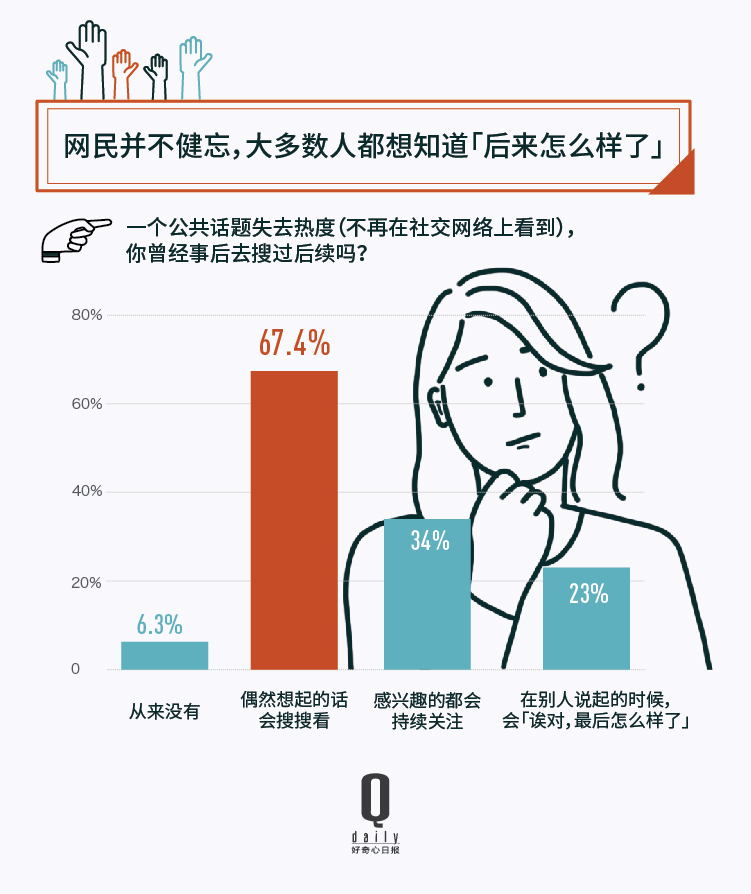 网民并不健忘，大多数人都想知道「后来怎么样了」
一个公共话题失去热度（不再在社交网络上看到），
你曾经事后去搜过后续吗？
80%
67.4%
60%
40%
34%
20%
23%
6.3%
0
从来没有
偶然想起的话
会搜搜看
感兴趣的都会
持续关注
在别人说起的时候，
会「诶对，最后怎么样了」
Q
daily
好奇心日报